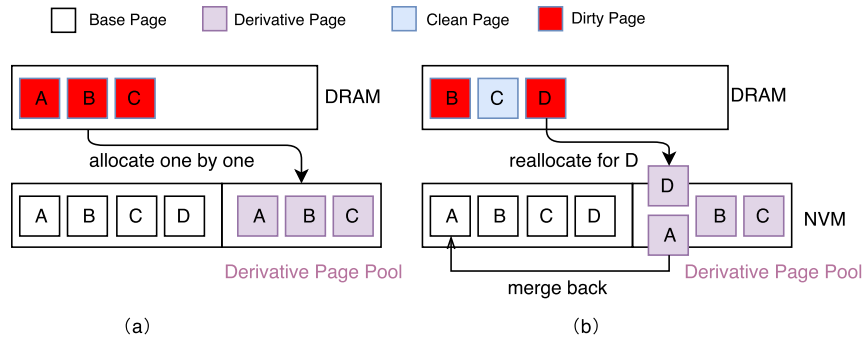 Base Page Derivative Page Clean Page Dirty Page
A B C DRAM
allocate one by one
A B C D A B C
Derivative Page Pool
(a)
B C D DRAM
reallocate for D
D
A B C D B C NVM
A
merge back
Derivative Page Pool
(b)